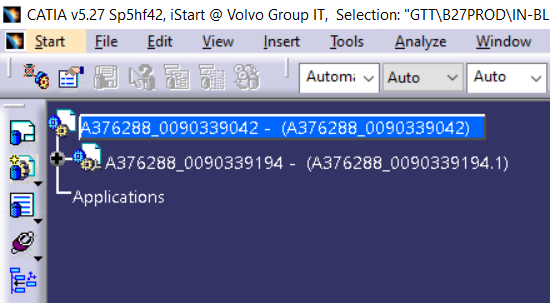 CATIA v5.27 Sp5hf42, iStart @ Volvo Group IT, Selection: "GTT\B27PROD\IN-BL
Start File Edit View Insert Tools Analyze Window
Automa Auto Auto
A376288_0090339042 - (A376288_0090339042)
A376288_0090339194 - (A376288_0090339194.1)
Applications